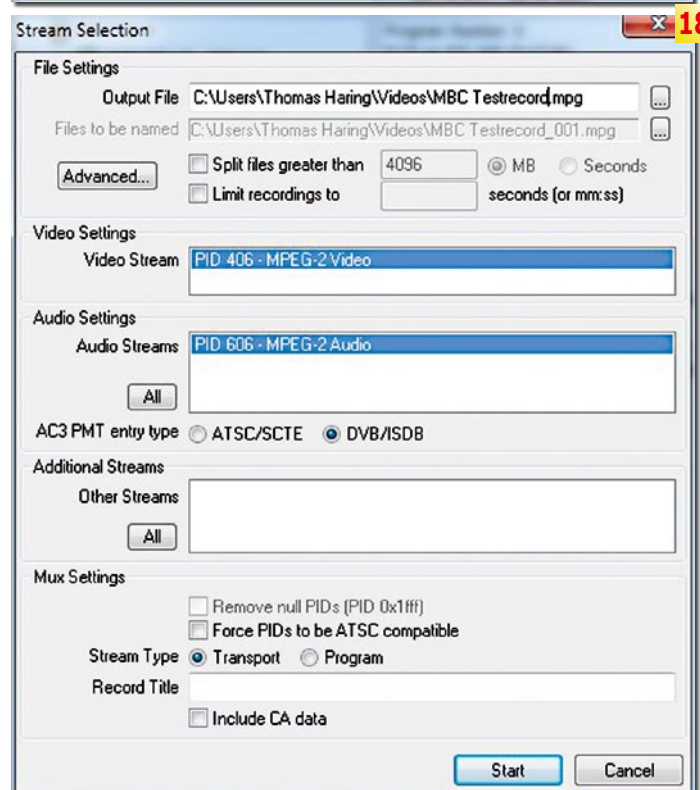 Stream Selection
18
File Settings
Output File C:\Users\Thomas Haring\Videos\MBC Testrecord.mpg ...
Files to be named C:\Users\Thomas Haring\Videos\MBC Testrecord_001.mpg ...
Advanced... Split files greater than 4096 MB Seconds
Limit recordings to seconds (or mm:ss)
Video Settings
Video Stream PID 406 - MPEG-2 Video
Audio Settings
Audio Streams PID 606 - MPEG-2 Audio
All
AC3 PMT entry type ATSC/SCTE DVB/ISDB
Additional Streams
Other Streams
All
Mux Settings
Remove null PIDs (PID 0x1fff)
Force PIDs to be ATSC compatible
Stream Type Transport Program
Record Title
Include CA data
Start Cancel